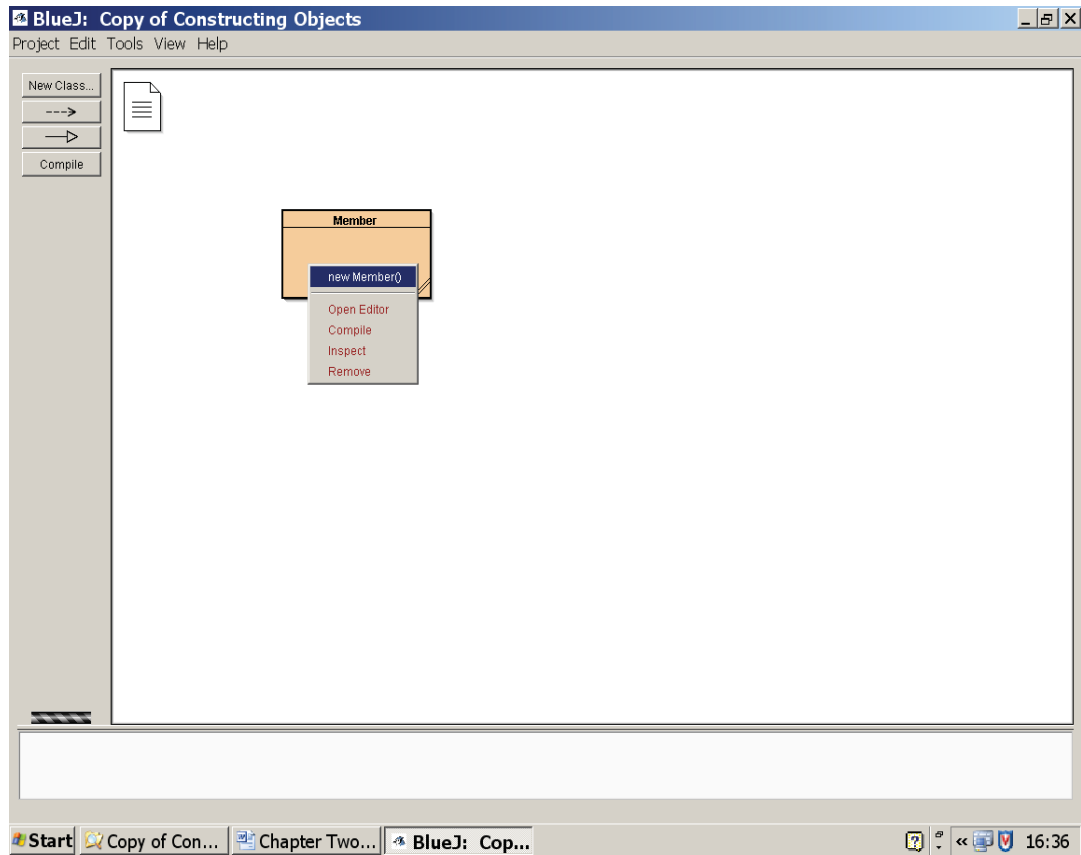 BlueJ: Copy of Constructing Objects
Project Edit Tools View Help
New Class...
Compile
Member
new Member()
Open Editor
Compile
Inspect
Remove
Start Copy of Con... Chapter Two... BlueJ: Cop... 16:36